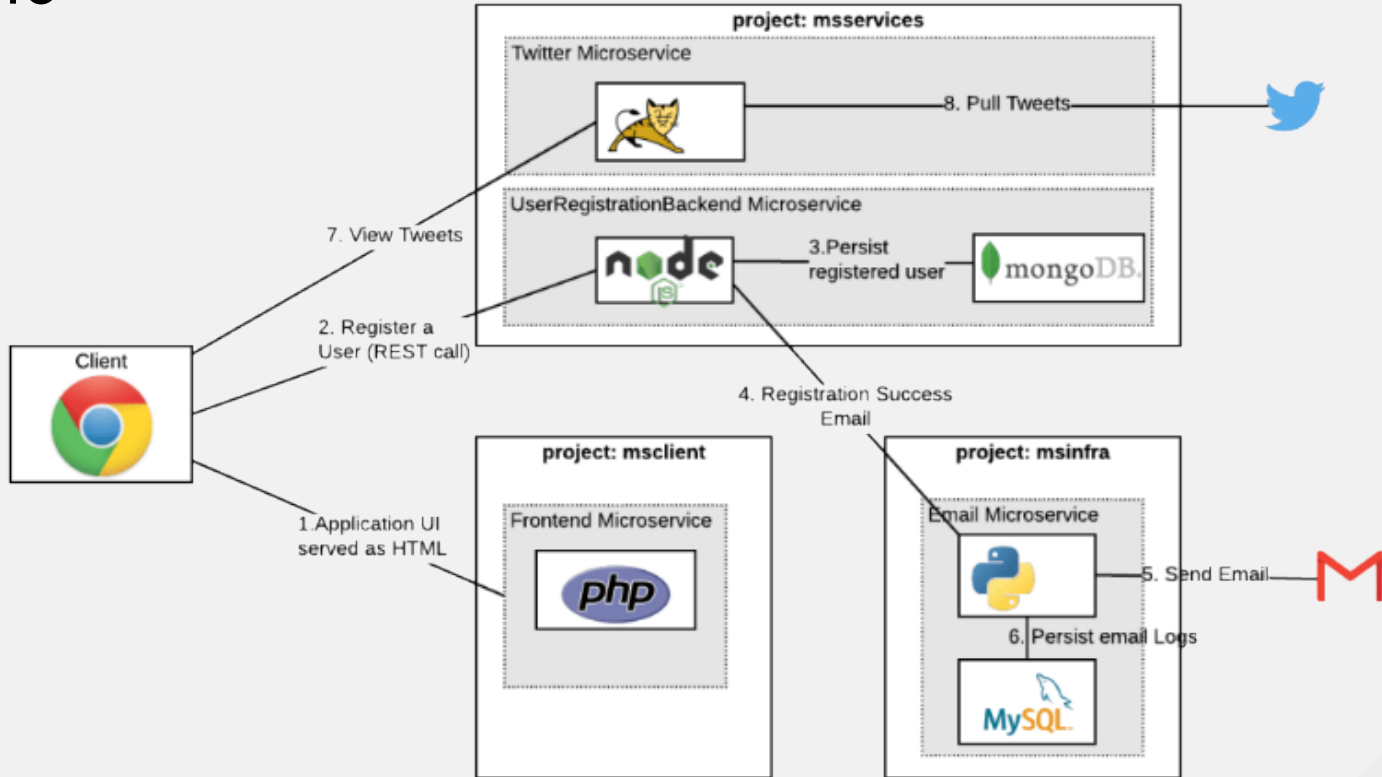 project: msservices
Twitter Microservice
8. Pull Tweets
UserRegistrationBackend Microservice
7. View Tweets
node
JS
3.Persist
registered user
mongoDB.
2. Register a
User (REST call)
Client
4. Registration Success
Email
project: msclient
project: msinfra
Frontend Microservice
Email Microservice
1.Application UI
served as HTML
php
5. Send Email
6. Persist email Logs
MySQL